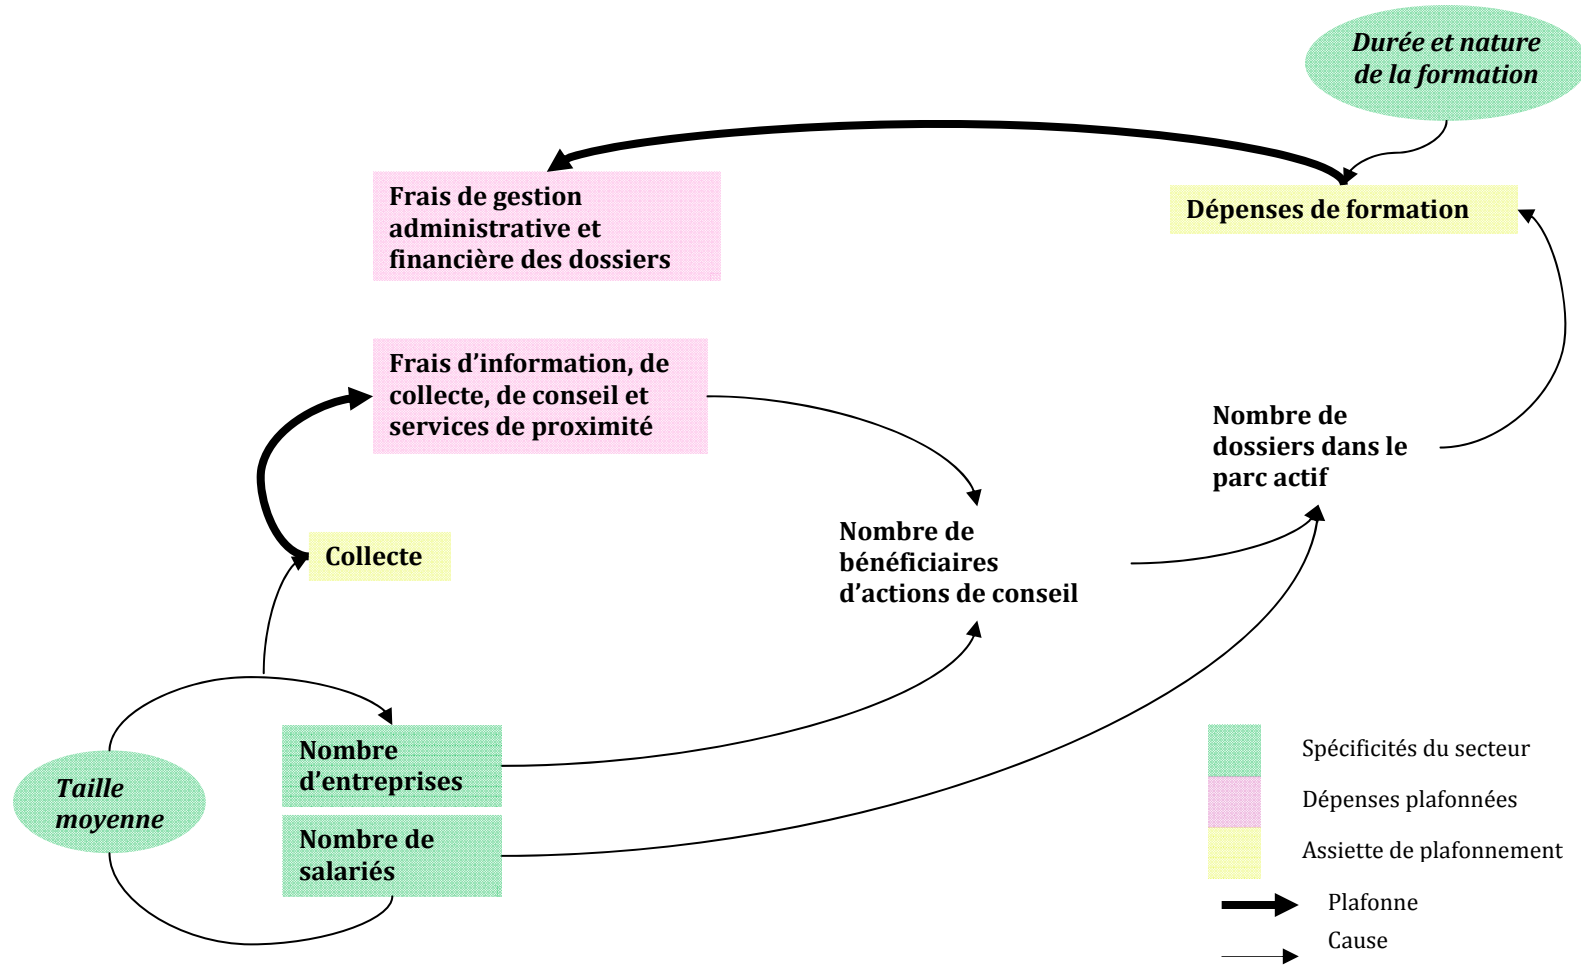 Durée et nature
de la formation
Frais de gestion
administrative et
financière des dossiers
Dépenses de formation
Frais d'information, de
collecte, de conseil et
services de proximité
Nombre de
dossiers dans le
parc actif
Collecte
Nombre de
bénéficiaires
d'actions de conseil
Nombre
d'entreprises
Taille
moyenne
Nombre de
salariés
Spécificités du secteur
Dépenses plafonnées
Assiette de plafonnement
Plafonne
Cause